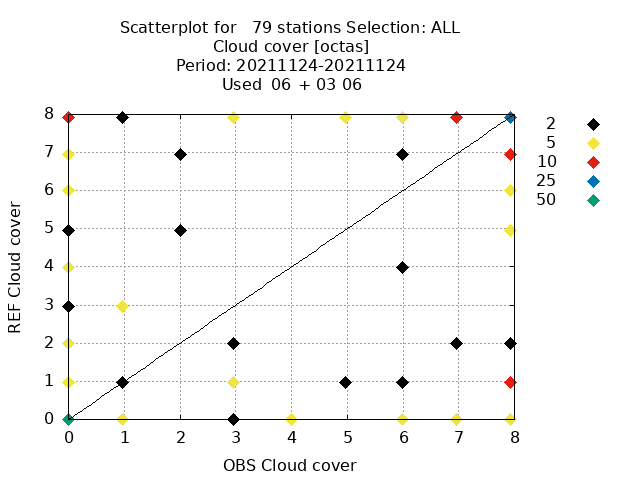 Scatterplot for   79 stations Selection: ALL
Cloud cover [octas]
Period: 20211124-20211124
Used  06 + 03 06
8
7
6
5
4
3
2
1
0
0 1 2 3 4 5 6 7 8
REF Cloud cover
OBS Cloud cover
2
5
10
25
50